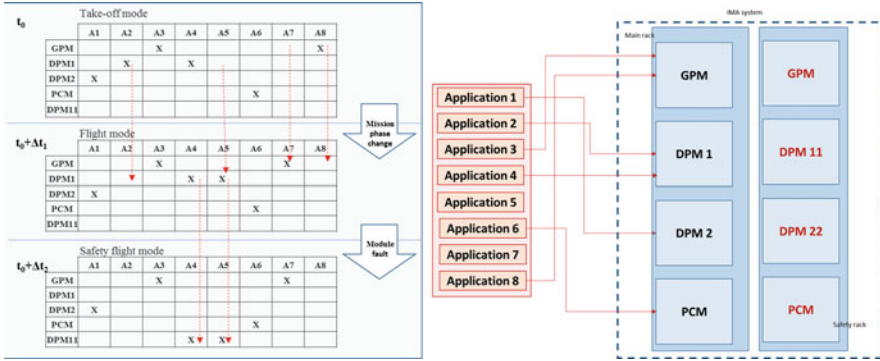 t0 Take-off mode
A1 A2 A3 A4 A5 A6 A7 A8
GPM X X
DPM1 X X
DPM2 X
PCM X
DPM11
Mission
phase
change
t0+Δt1 Flight mode
A1 A2 A3 A4 A5 A6 A7 A8
GPM X X
DPM1 X X
DPM2 X
PCM X
DPM11
Module
fault
t0+Δt2 Safety flight mode
A1 A2 A3 A4 A5 A6 A7 A8
GPM X X
DPM1
DPM2 X
PCM X
DPM11 X X
Application 1
Application 2
Application 3
Application 4
Application 5
Application 6
Application 7
Application 8
IMA system
Main rack
GPM
DPM 1
DPM 2
PCM
GPM
DPM 11
DPM 22
PCM
Safety rack